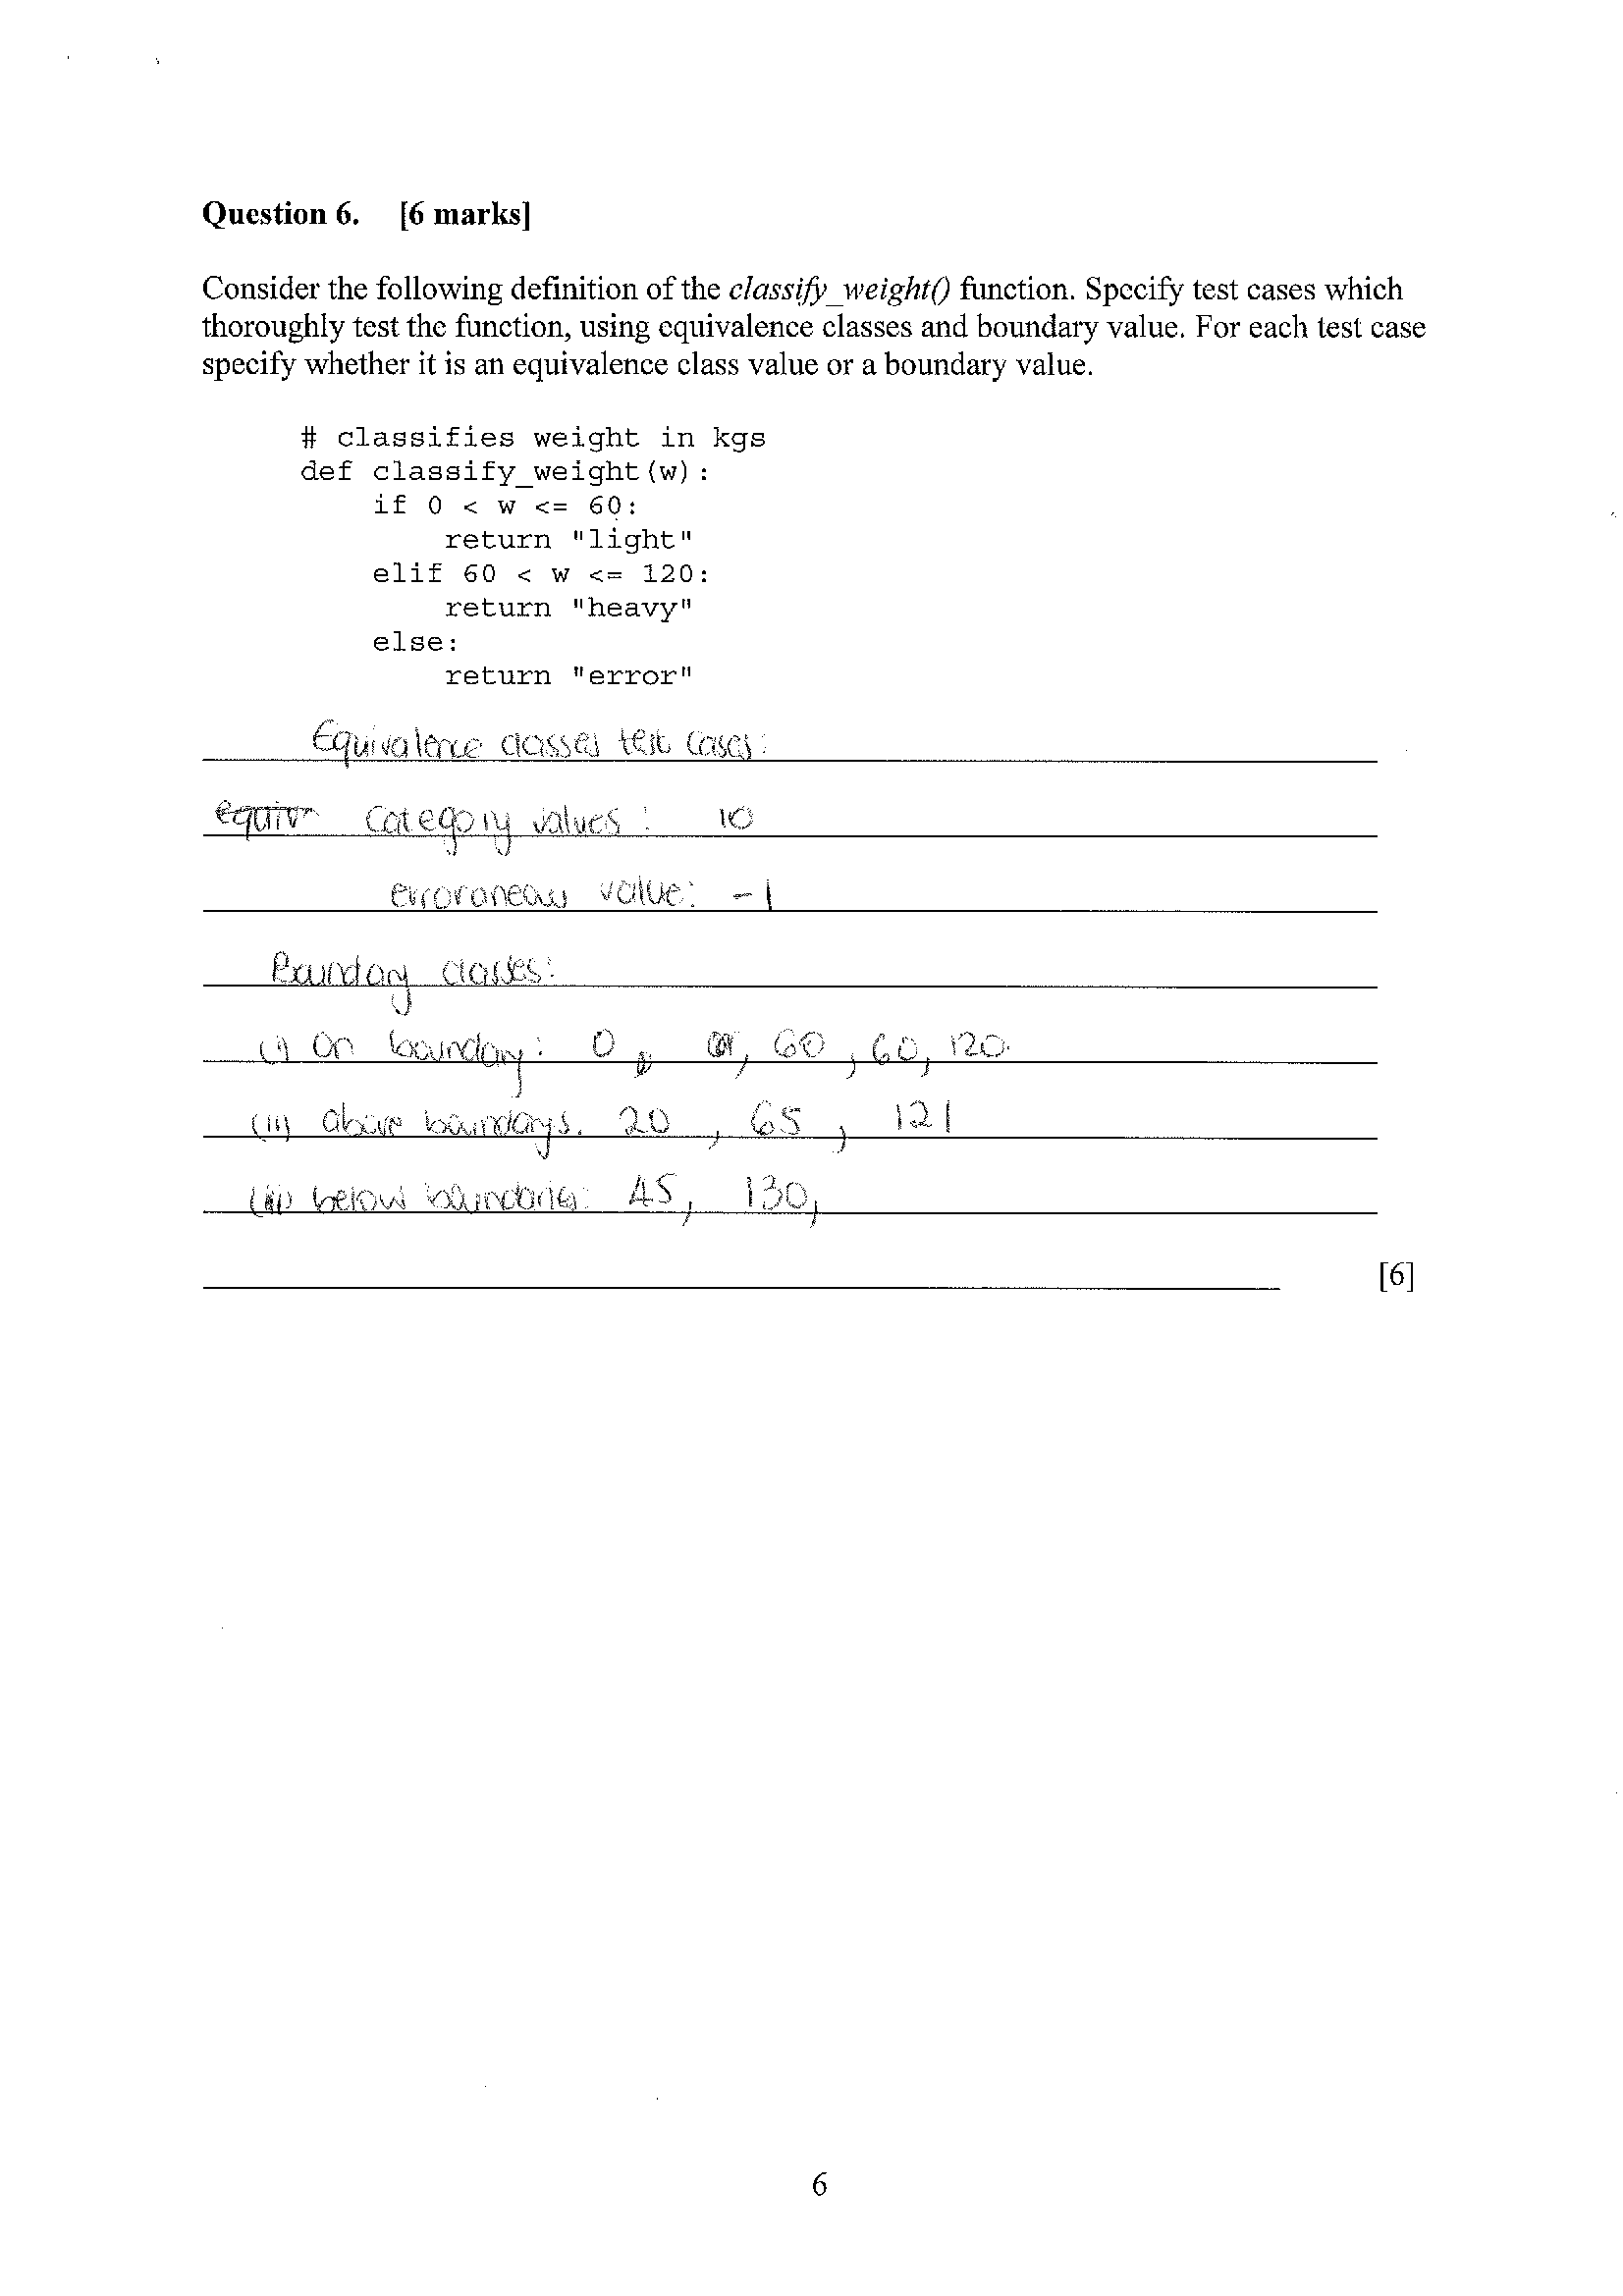 Question 6. [6 marks]
Consider the following definition of the classify_weight() function. Specify test cases which
thoroughly test the function, using equivalence classes and boundary value. For each test case
specify whether it is an equivalence class value or a boundary value.
# classifies weight in kgs
def classify_weight(w):
    if 0 < w <= 60:
        return "light"
    elif 60 < w <= 120:
        return "heavy"
    else:
        return "error"
Equivalence classes test cases:
equiv category values : 10
erroroneous value: -1
Boundary classes:
(i) On boundary: 0 , , 60 , 60, 120.
(ii) above boundarys. 20 , 65 , 121
(iii) below boundaries: 45, 130,
[6]
6